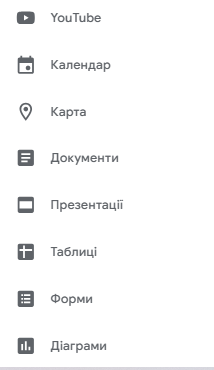 YouTube
Календар
Карта
Документи
Презентації
Таблиці
Форми
Діаграми